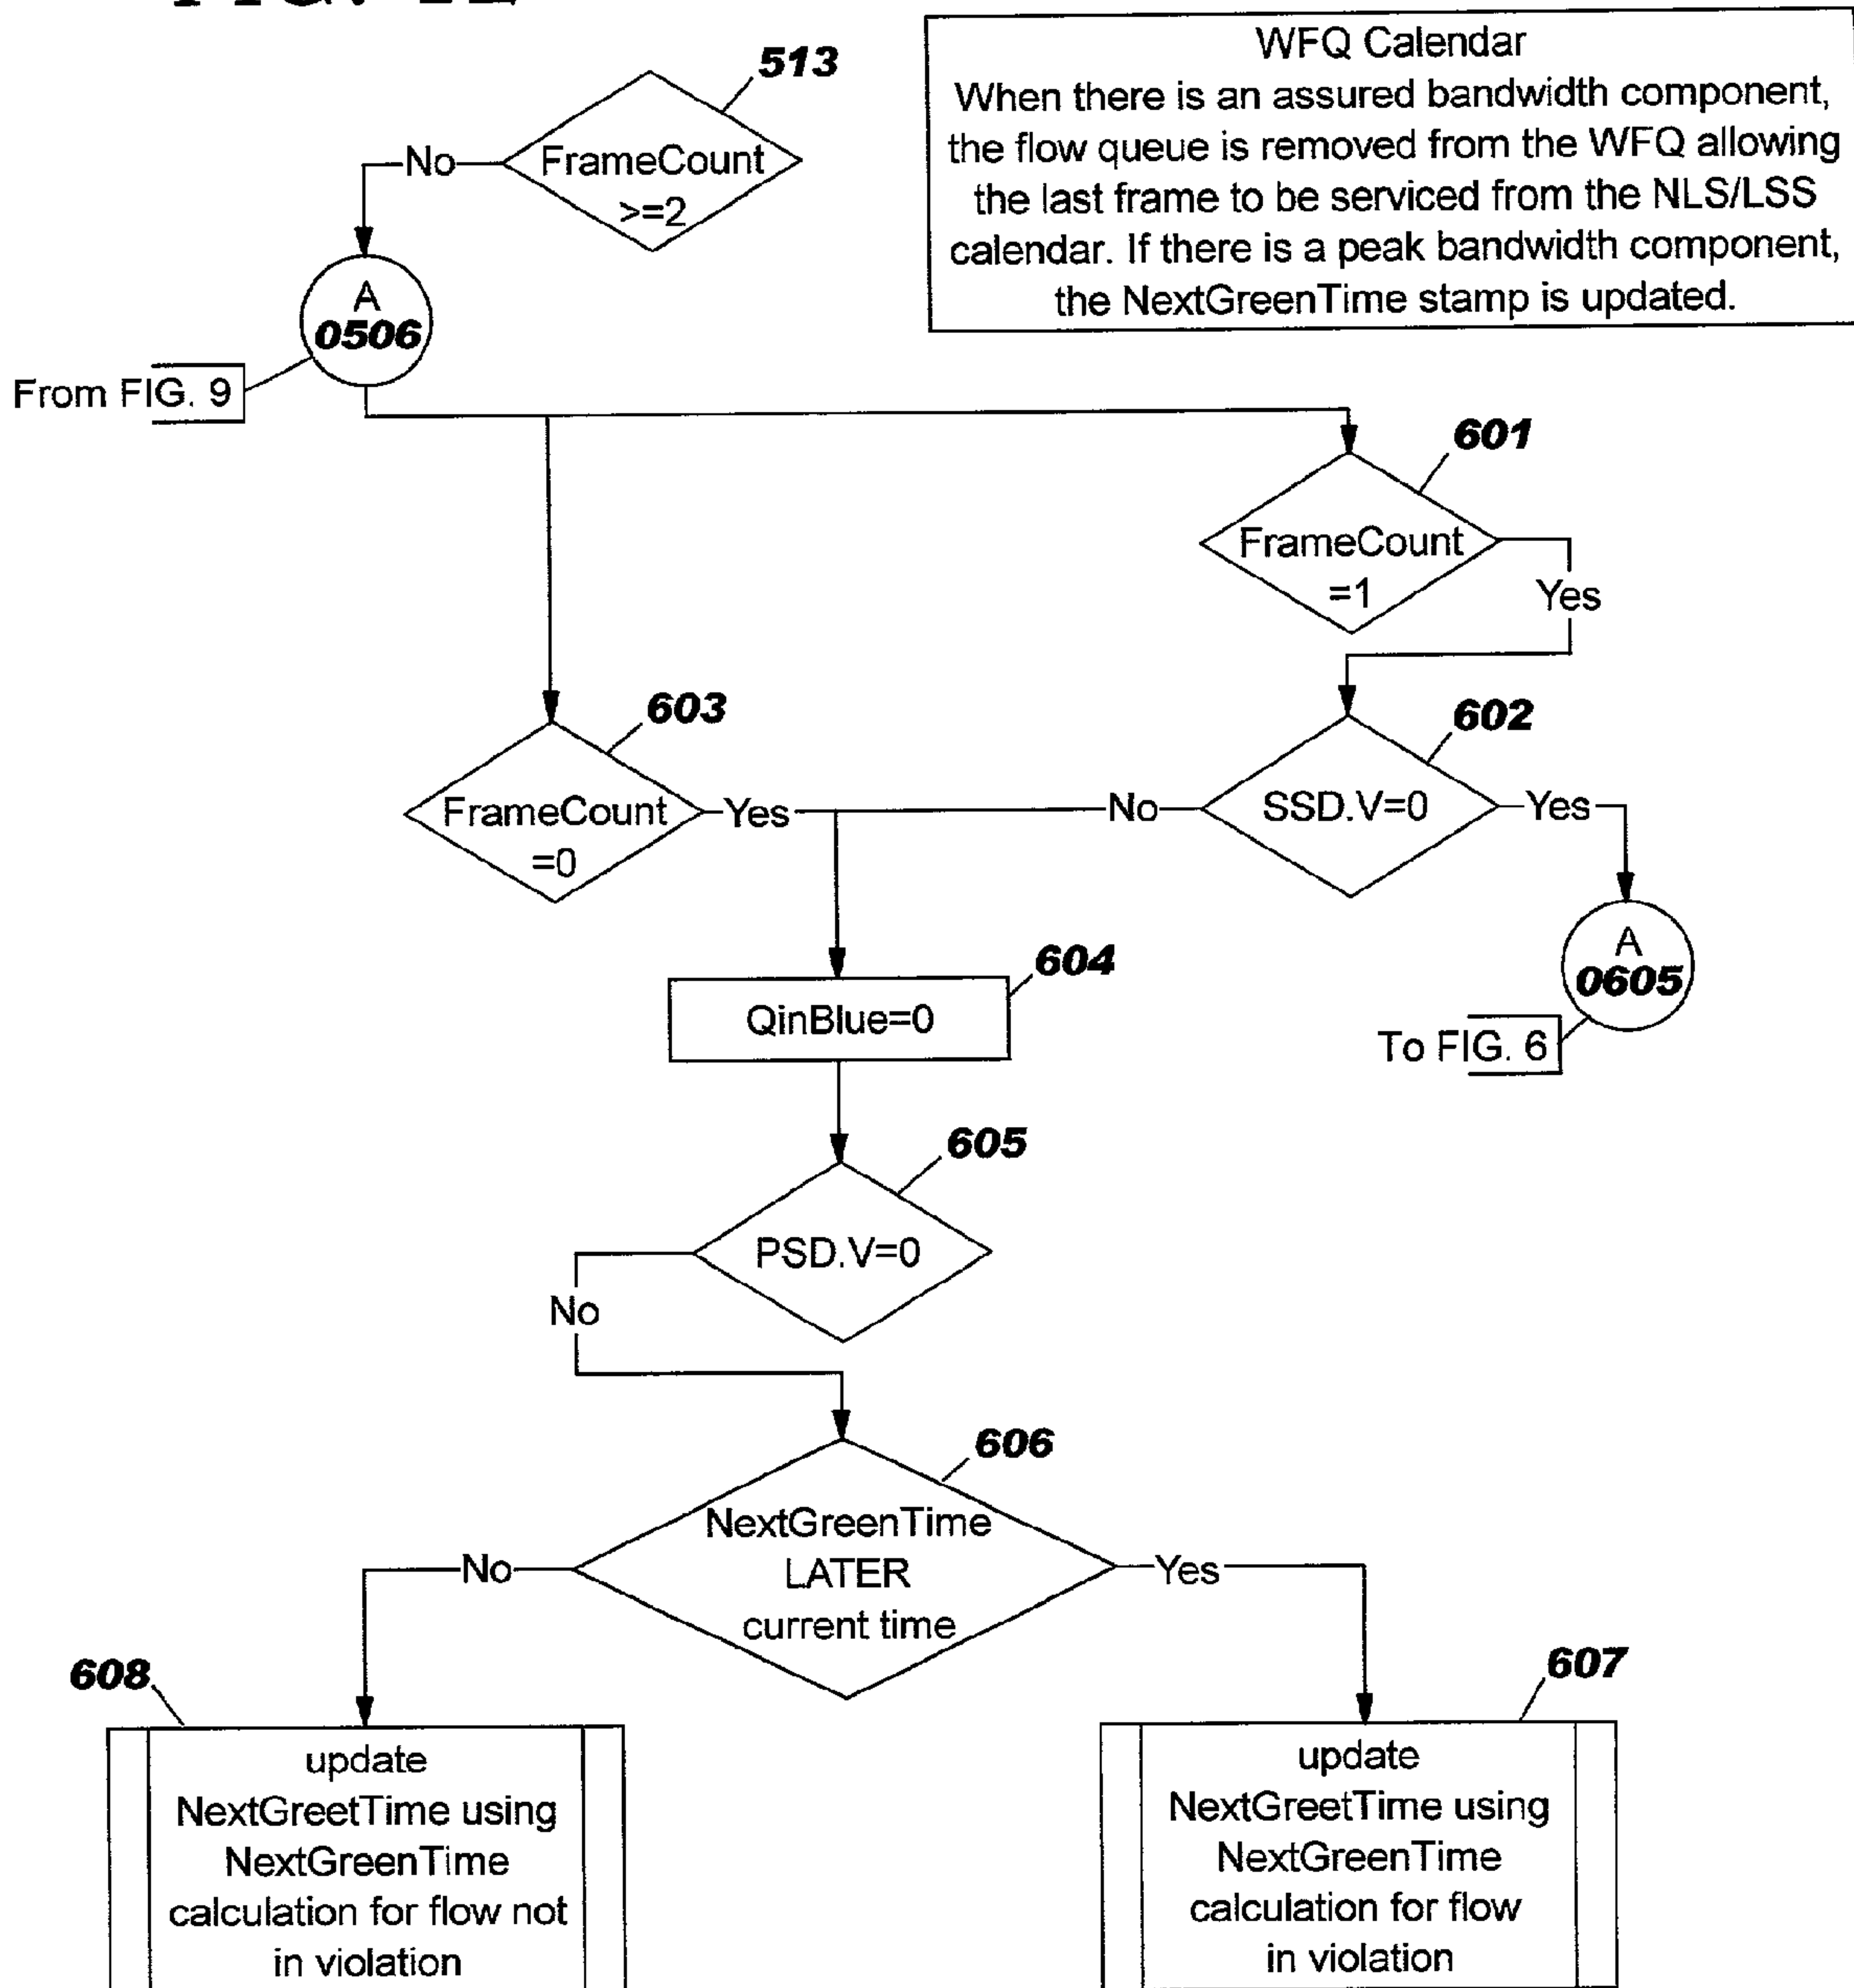 WFQ Calendar
When there is an assured bandwidth component,
the flow queue is removed from the WFQ allowing
the last frame to be serviced from the NLS/LSS
calendar. If there is a peak bandwidth component,
the NextGreenTime stamp is updated.
513
FrameCount
>=2
No
A
0506
From FIG. 9
601
FrameCount
=1
Yes
603
FrameCount
=0
Yes
602
SSD.V=0
No
Yes
A
0605
To FIG. 6
604
QinBlue=0
605
PSD.V=0
No
606
NextGreenTime
LATER
current time
No
Yes
608
update
NextGreetTime using
NextGreenTime
calculation for flow not
in violation
607
update
NextGreetTime using
NextGreenTime
calculation for flow
in violation